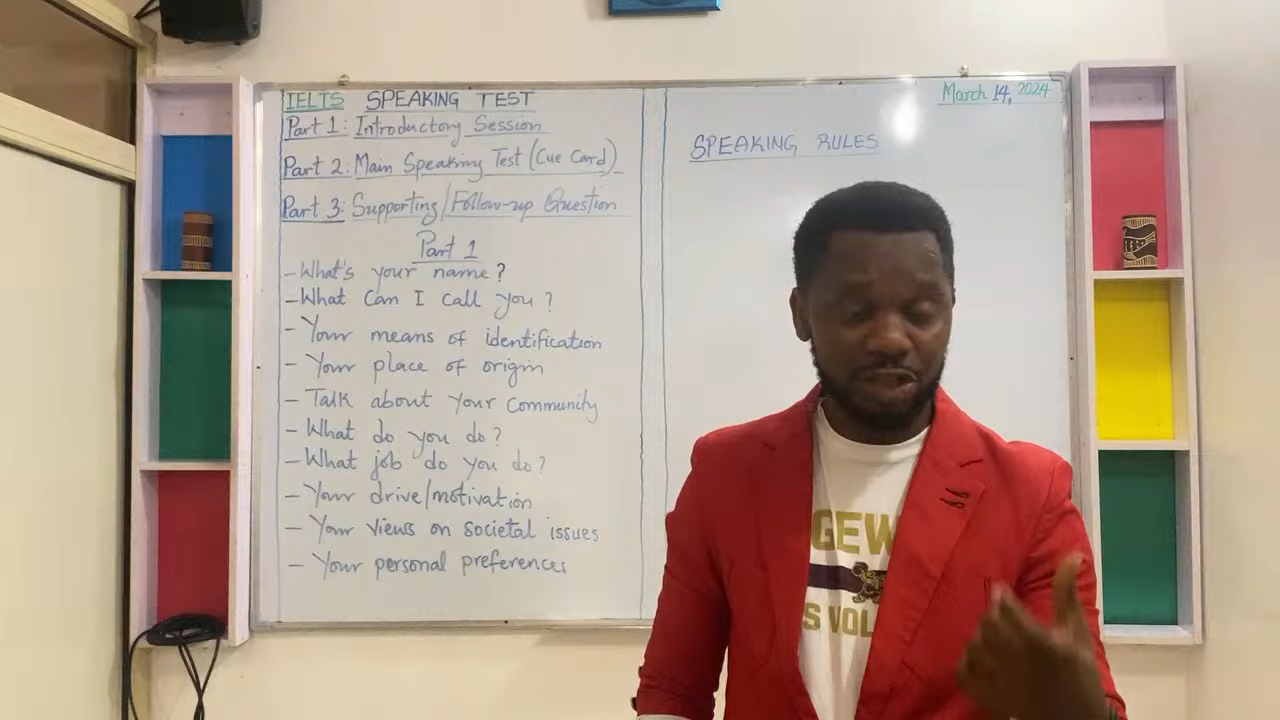 IELTS SPEAKING TEST
Part 1: Introductory Session
Part 2: Main Speaking Test (Cue Card)
Part 3: Supporting/Follow-up Question
Part 1
- What's your name?
- What can I call you?
- Your means of identification
- Your place of origin
- Talk about your community
- What do you do?
- What job do you do?
- Your drive/motivation
- Your views on societal issues
- Your personal preferences
March 14, 2024
SPEAKING RULES